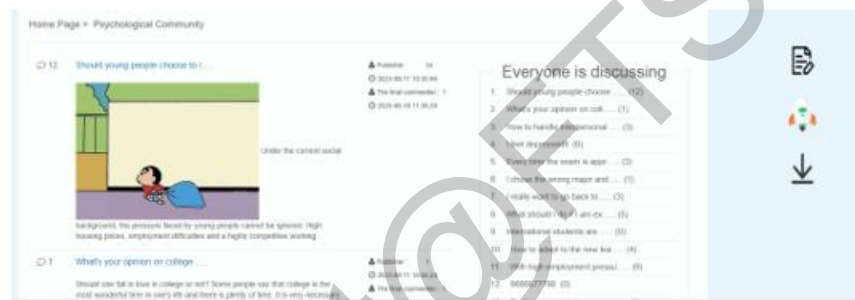 Home Page > Psychological Community
12 Should young people choose to l.....
Publisher
The final commenter : 1
Under the current social
background, the pressure faced by young people cannot be ignored. High
housing prices, employment difficulties and a highly competitive working
1 What's your opinion on college .....
Publisher : 1
The final commenter : 1
Should one fall in love in college or not? Some people say that college is the
most wonderful time in one's life and there is plenty of time. It is very necessary
Everyone is discussing
1. Should young people choose ..... (12)
2. What's your opinion on coll ..... (1)
3. How to handle interpersonal ..... (3)
4. I feel depressed!! (6)
5. Every time the exam is appr ..... (3)
6. I chose the wrong major and ..... (1)
7. I really want to go back to ..... (3)
8. What should I do if I am ex ..... (5)
9. International students are ..... (0)
10. How to adapt to the new lea ..... (4)
11. With high employment pressu ..... (6)
12. (0)
@FTS